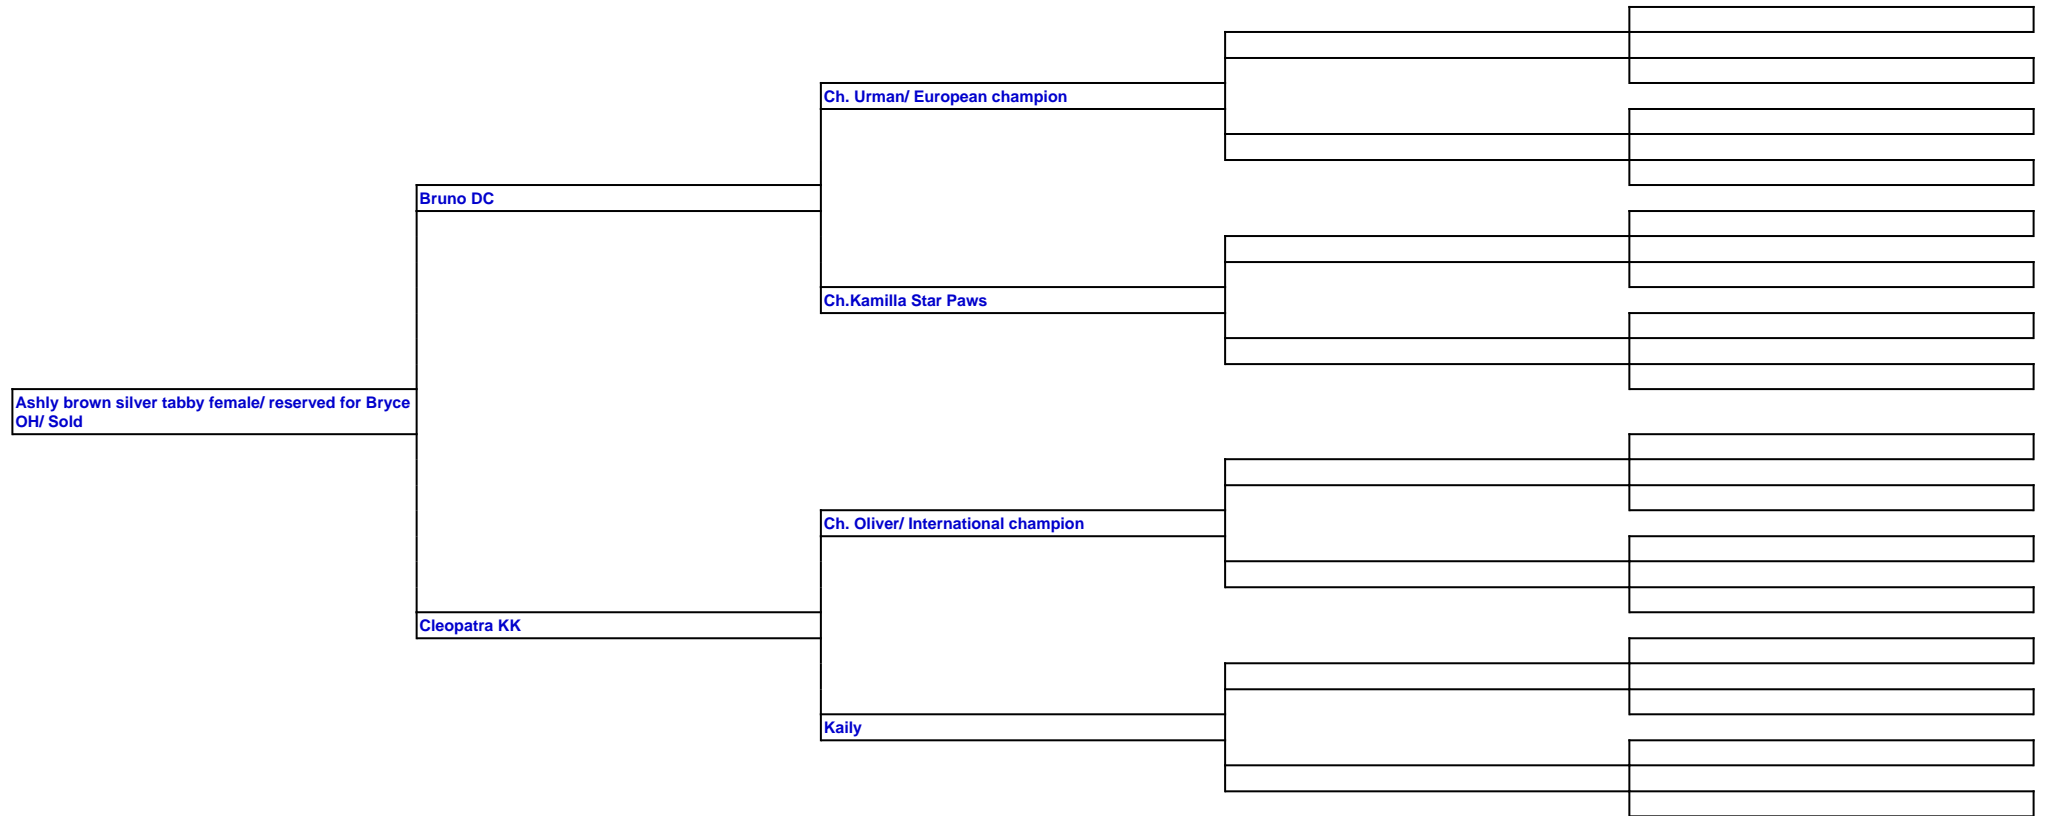 Ch. Urman/ European champion
Bruno DC
Ch.Kamilla Star Paws
Ashly brown silver tabby female/ reserved for Bryce
OH/ Sold
Ch. Oliver/ International champion
Cleopatra KK
Kaily